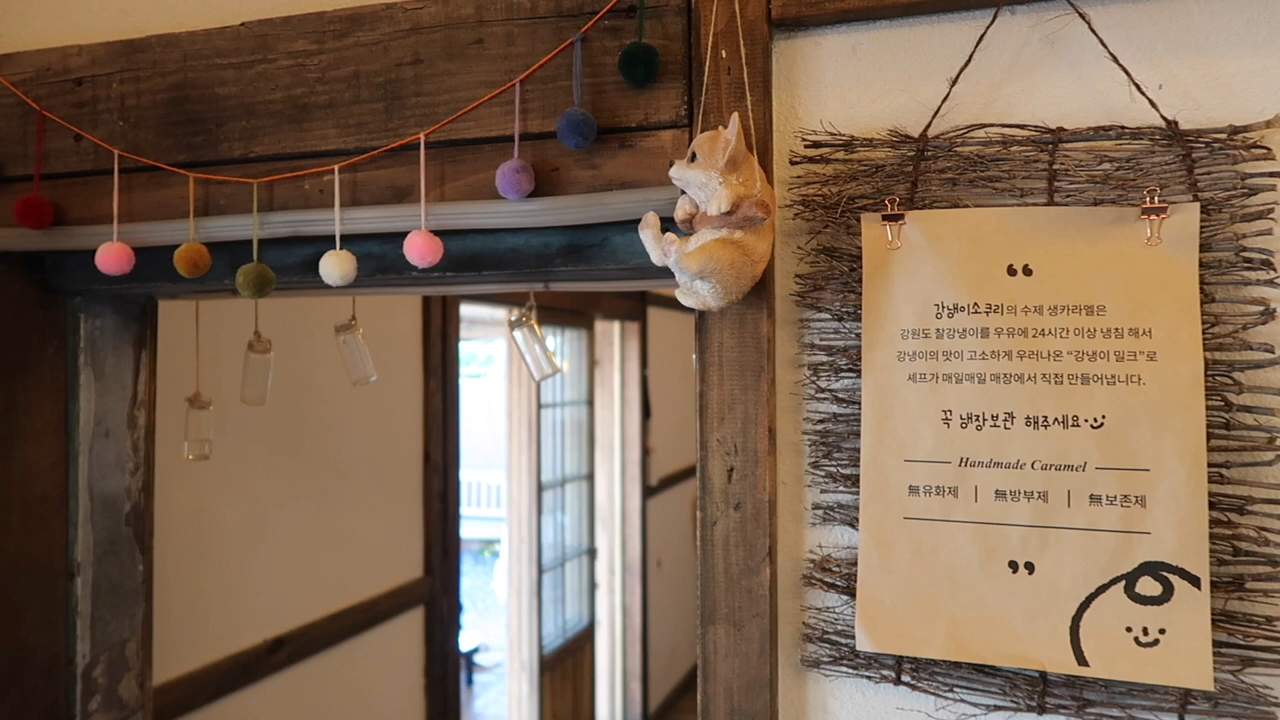 “
강냉이소쿠리의 수제 생카라멜은
강원도 찰강냉이를 우유에 24시간 이상 냉침 해서
강냉이의 맛이 고소하게 우러나온 “강냉이 밀크”로
셰프가 매일매일 매장에서 직접 만들어냅니다.
꼭 냉장보관 해주세요
Handmade Caramel
無유화제 | 無방부제 | 無보존제
”